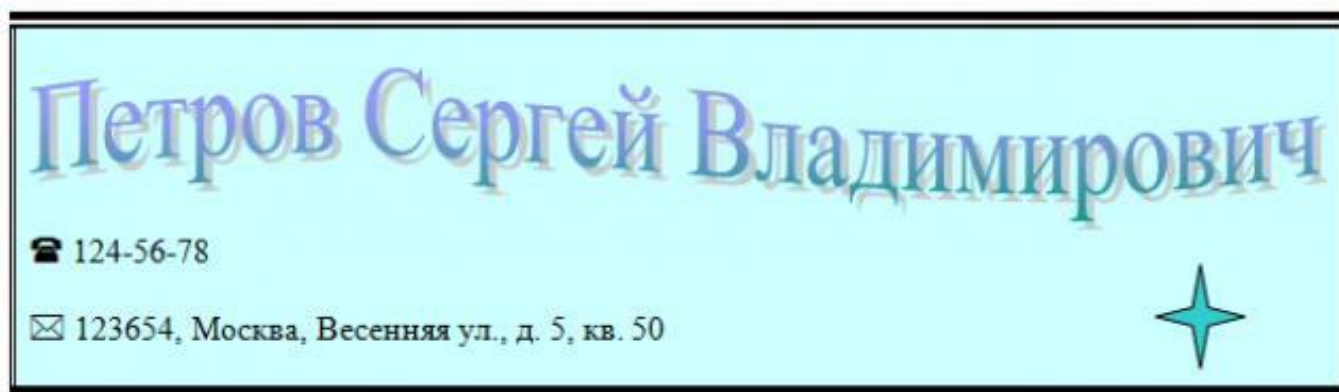 Петров Сергей Владимирович
☎ 124-56-78
✉ 123654, Москва, Весенняя ул., д. 5, кв. 50